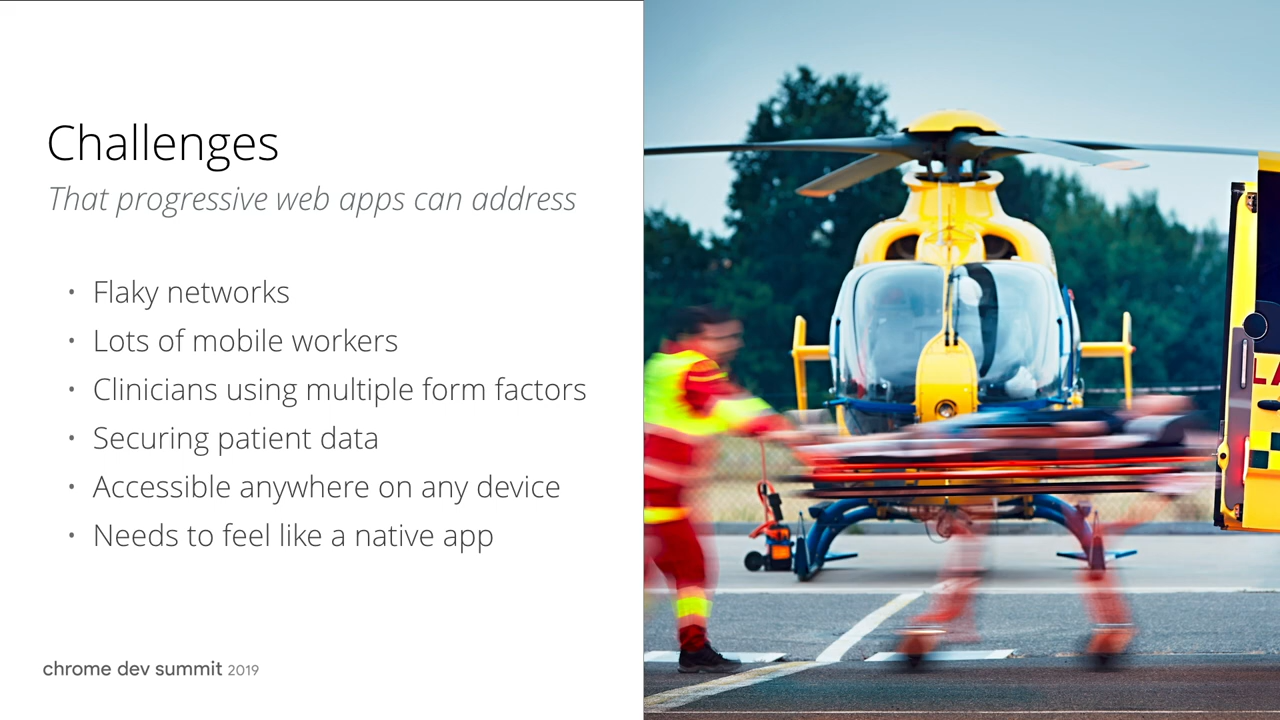 Challenges
That progressive web apps can address
• Flaky networks
• Lots of mobile workers
• Clinicians using multiple form factors
• Securing patient data
• Accessible anywhere on any device
• Needs to feel like a native app
chrome dev summit 2019